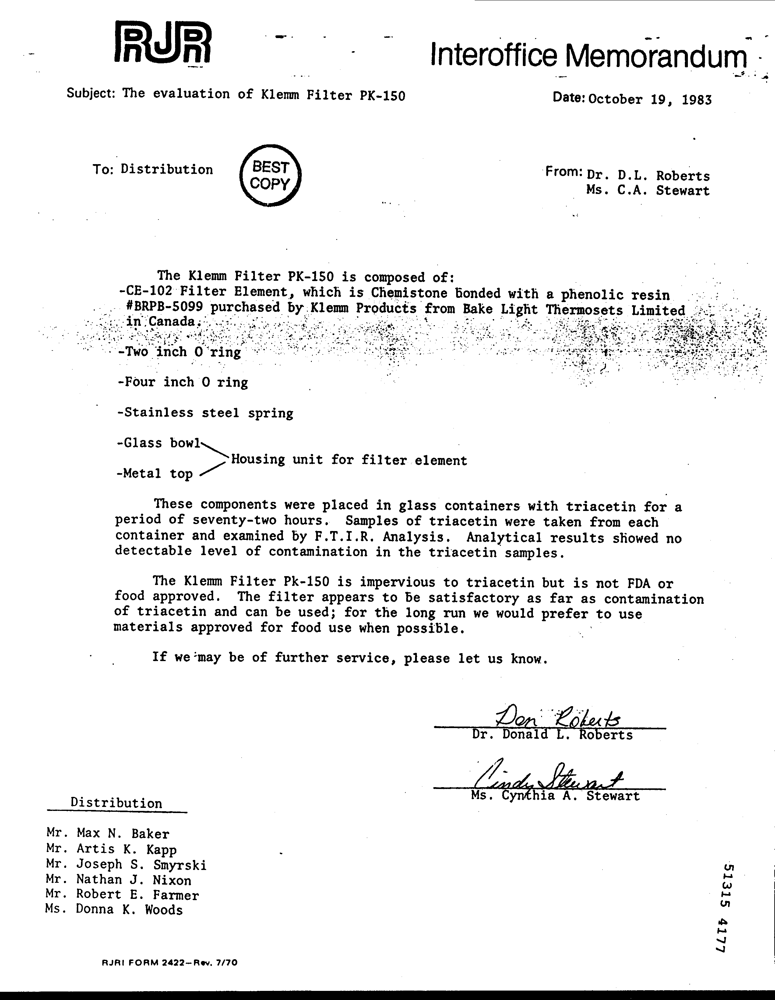 RJR
Interoffice Memorandum
Subject: The evaluation of Klemm Filter PK-150
Date: October 19, 1983
To: Distribution
BEST
COPY
From: Dr. D.L. Roberts
Ms. C.A. Stewart
The Klemm Filter PK-150 is composed of:
-CE-102 Filter Element, which is Chemistone bonded with a phenolic resin
#BRPB-5099 purchased by Klemm Products from Bake Light Thermosets Limited
in Canada.
-Two inch O ring
-Four inch O ring
-Stainless steel spring
-Glass bowl
Housing unit for filter element
-Metal top
These components were placed in glass containers with triacetin for a
period of seventy-two hours. Samples of triacetin were taken from each
container and examined by F.T.I.R. Analysis. Analytical results showed no
detectable level of contamination in the triacetin samples.
The Klemm Filter Pk-150 is impervious to triacetin but is not FDA or
food approved. The filter appears to be satisfactory as far as contamination
of triacetin and can be used; for the long run we would prefer to use
materials approved for food use when possible.
If we may be of further service, please let us know.
Don Roberts
Dr. Donald L. Roberts
Cindy Stewart
Ms. Cynthia A. Stewart
Distribution
Mr. Max N. Baker
Mr. Artis K. Kapp
Mr. Joseph S. Smyrski
Mr. Nathan J. Nixon
Mr. Robert E. Farmer
Ms. Donna K. Woods
51315 4177
RJRI FORM 2422—Rev. 7/70